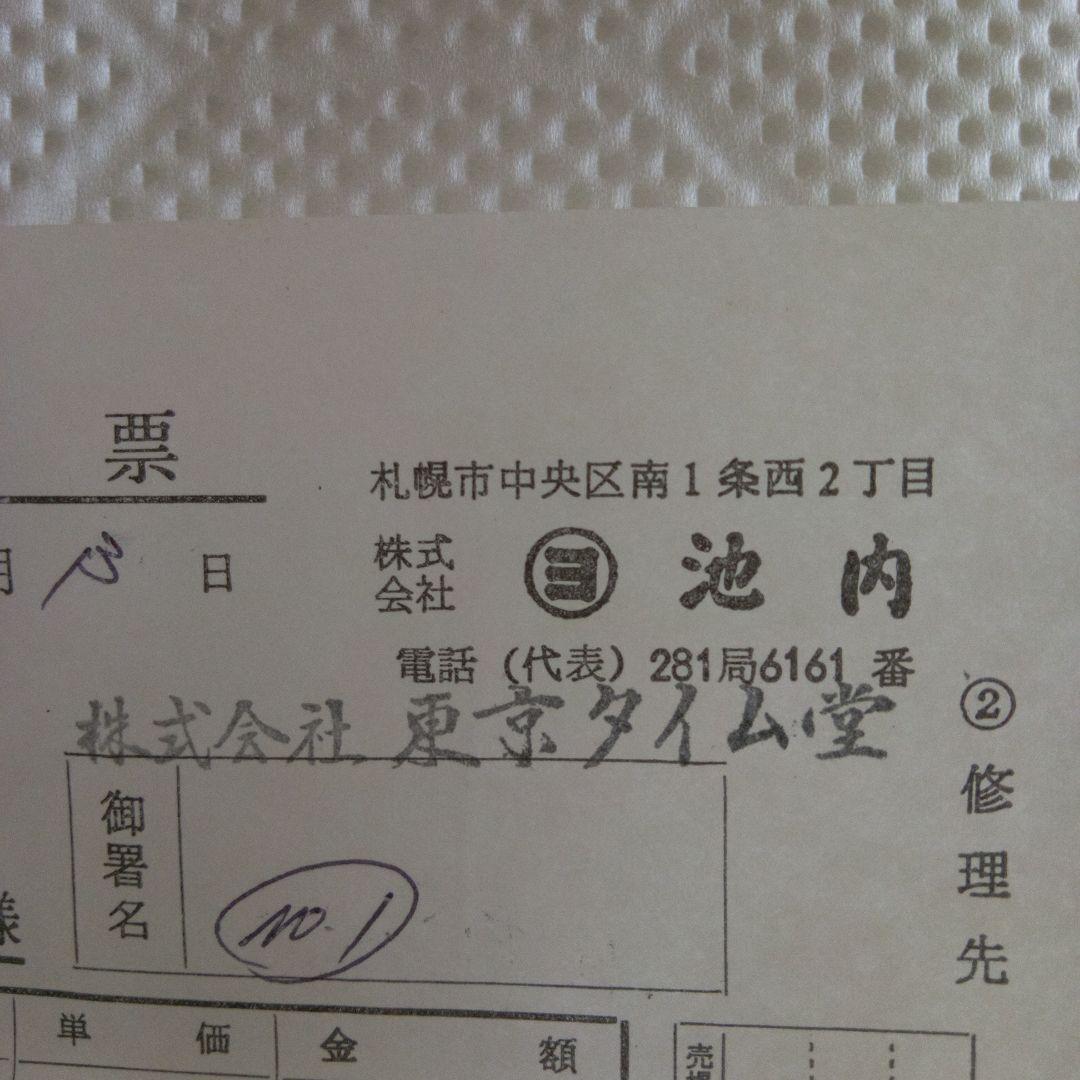 票
札幌市中央区南1条西2丁目
月 日
株式会社 ヨ 池内
電話(代表)281局6161番
株式会社 東京タイム堂
②修理先
御署名
no.1
様
単価 金額
売場